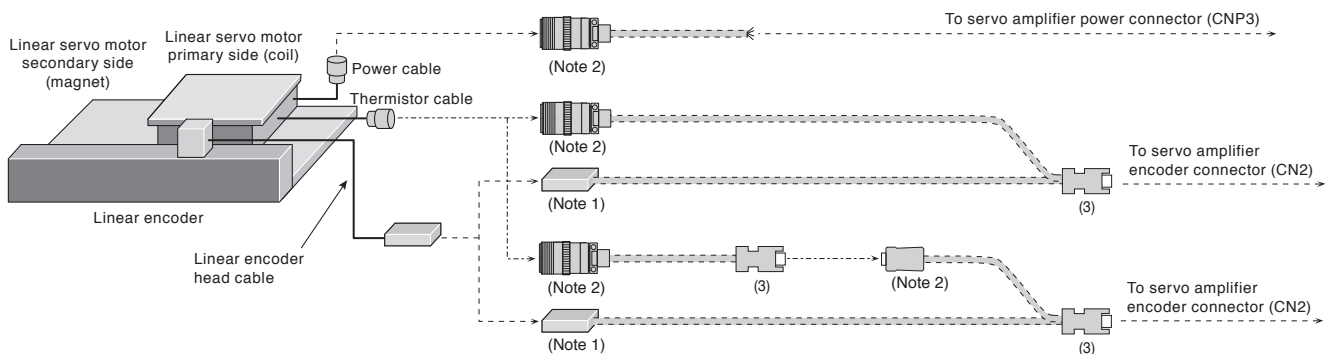 To servo amplifier power connector (CNP3)
Linear servo motor
secondary side
(magnet)
Linear servo motor
primary side (coil)
Power cable
(Note 2)
Thermistor cable
(Note 2)
To servo amplifier
encoder connector (CN2)
(Note 1)
(3)
Linear encoder
Linear encoder
head cable
(Note 2)
(3)
(Note 2)
To servo amplifier
encoder connector (CN2)
(Note 1)
(3)